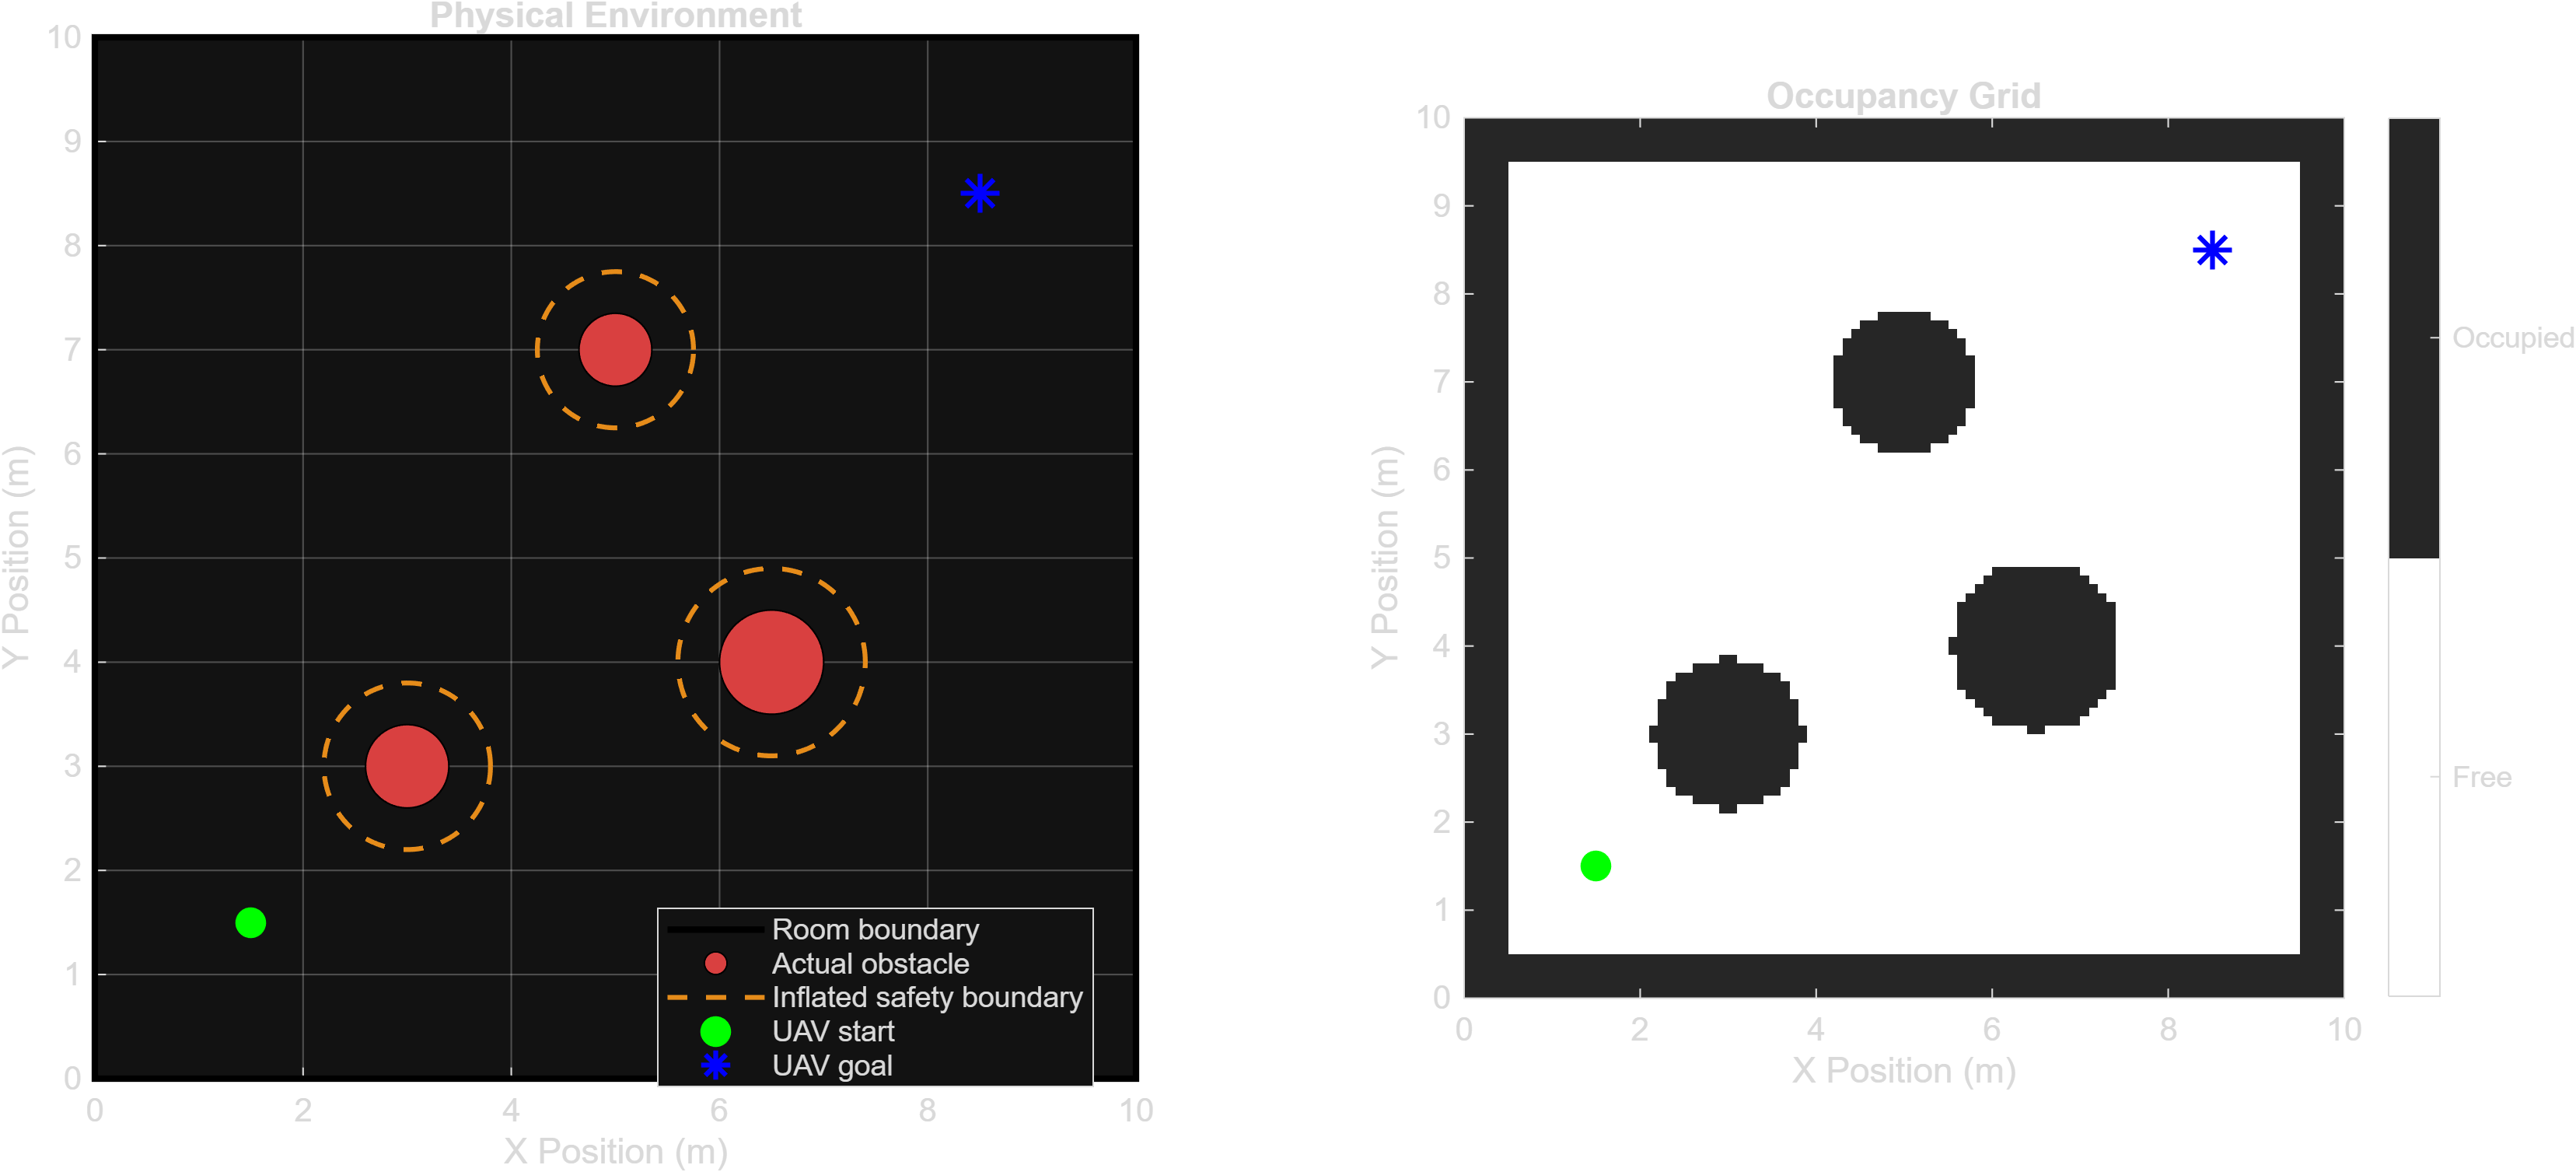 Physical Environment
10
9
8
7
6
5
4
3
2
1
0
Y Position (m)
0 2 4 6 8 10
X Position (m)
Room boundary
Actual obstacle
Inflated safety boundary
UAV start
UAV goal
Occupancy Grid
10
9
8
7
6
5
4
3
2
1
0
Y Position (m)
0 2 4 6 8 10
X Position (m)
Occupied
Free